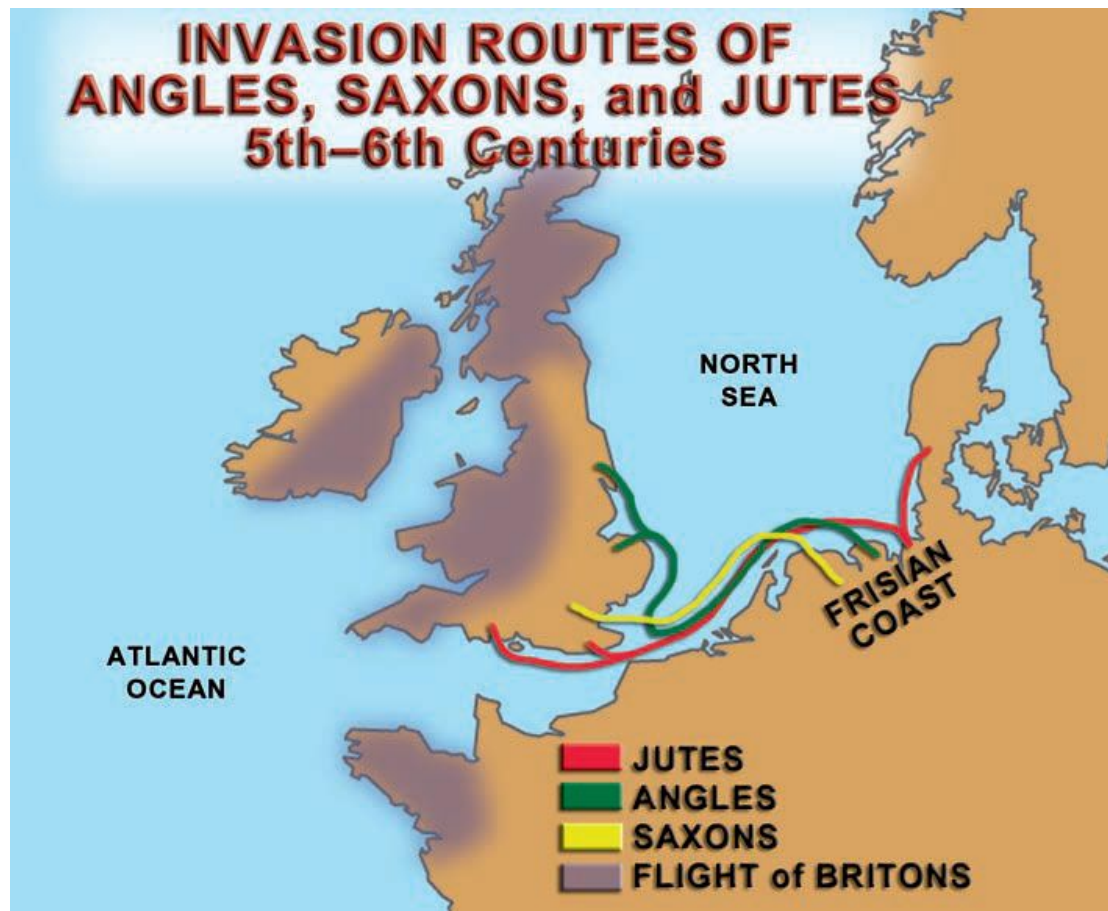 INVASION ROUTES OF
ANGLES, SAXONS, and JUTES
5th–6th Centuries
NORTH
SEA
FRISIAN
COAST
ATLANTIC
OCEAN
JUTES
ANGLES
SAXONS
FLIGHT of BRITONS